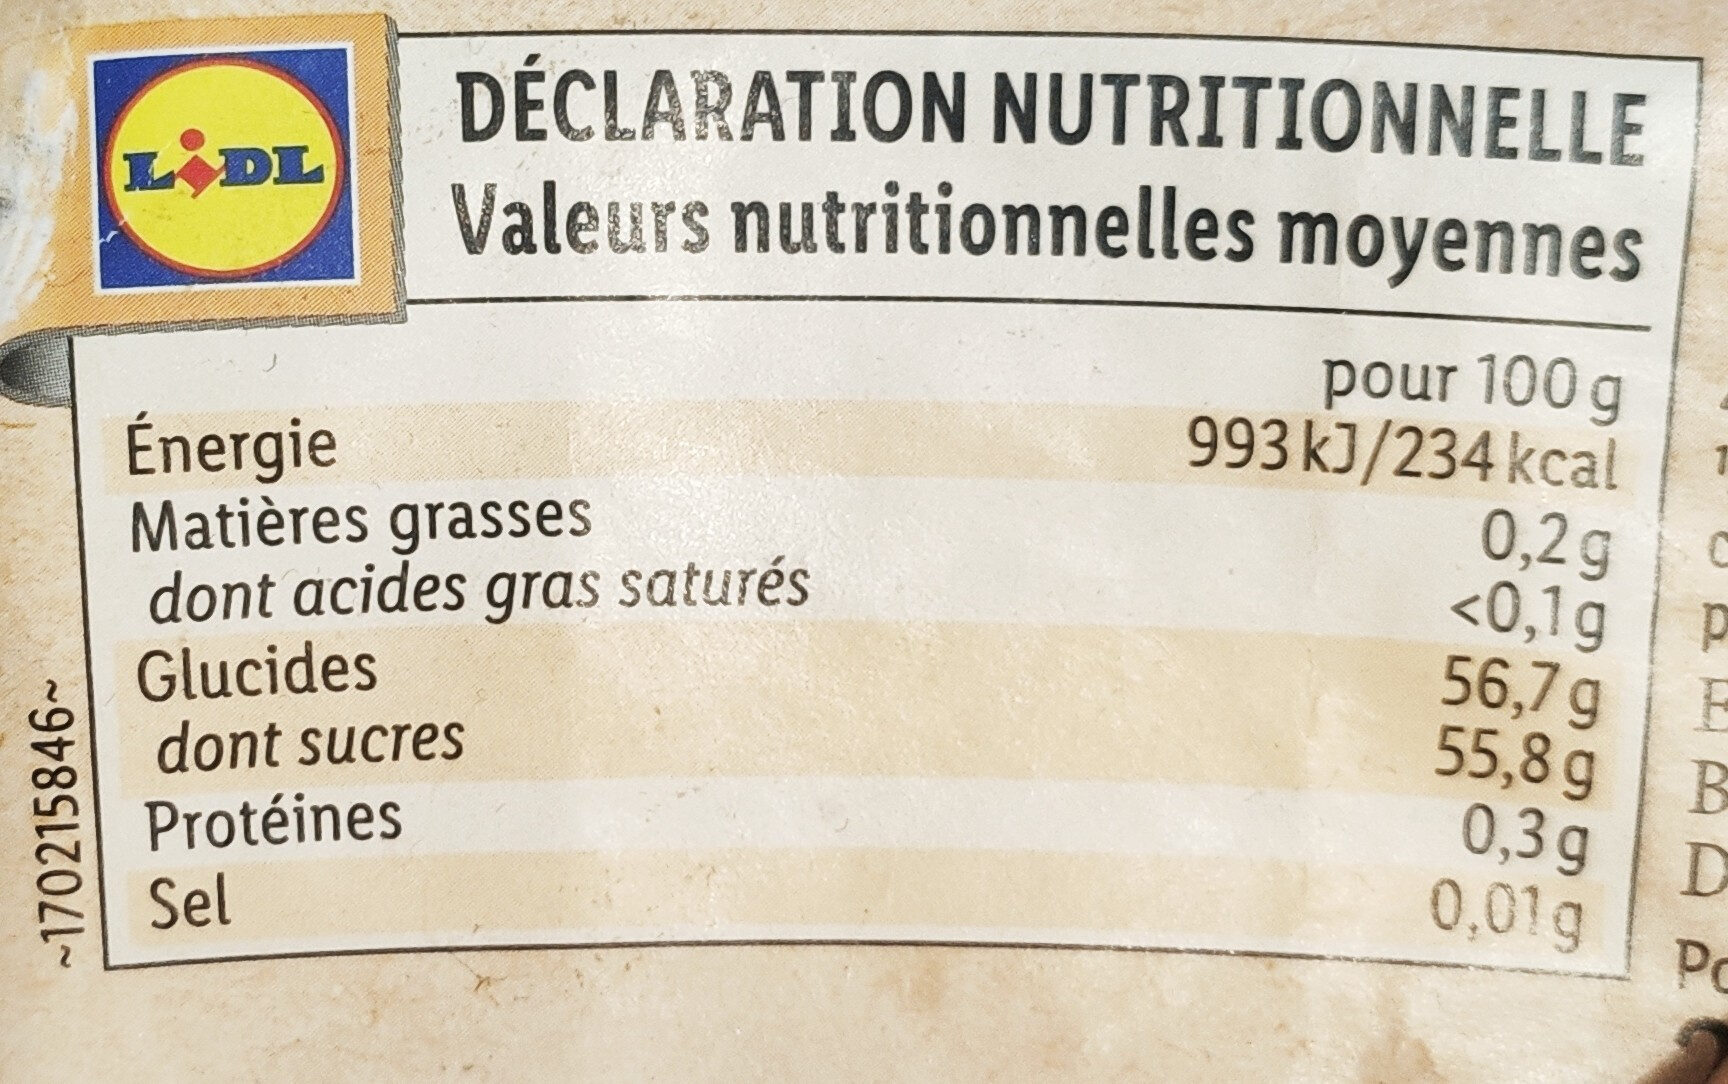 LiDL
DÉCLARATION NUTRITIONNELLE
Valeurs nutritionnelles moyennes
pour 100 g
Énergie 993 kJ/234 kcal
Matières grasses 0,2 g
dont acides gras saturés <0,1 g
Glucides 56,7 g
dont sucres 55,8 g
Protéines 0,3 g
Sel 0,01 g
~170215846~